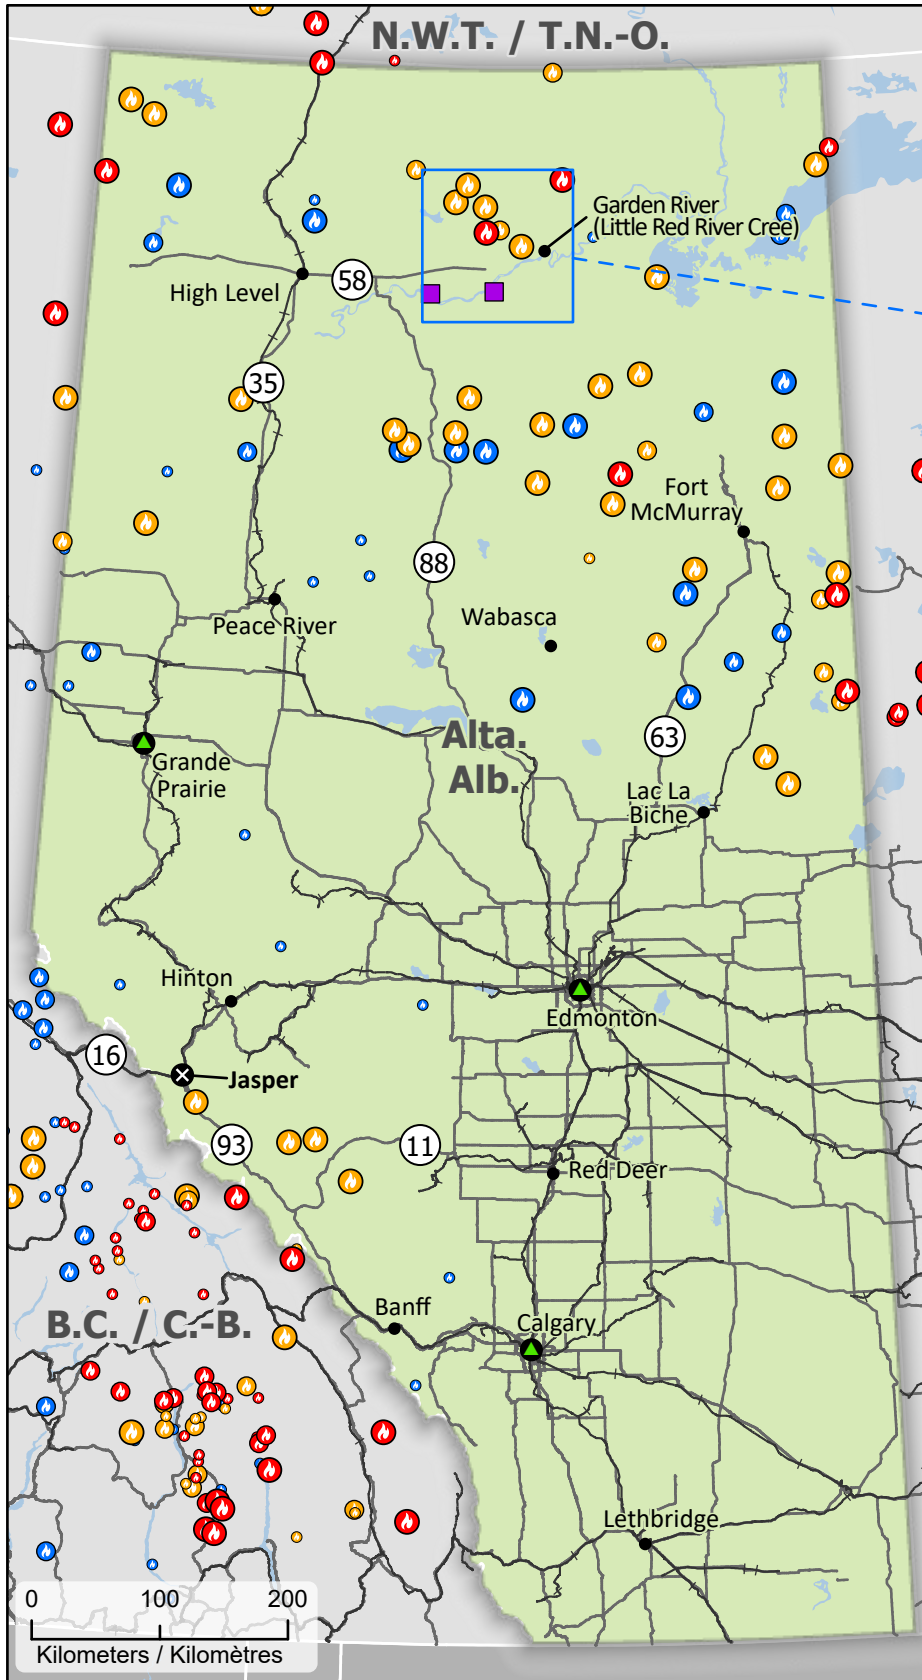 N.W.T. / T.N.-O.
Garden River
(Little Red River Cree)
High Level
58
35
Fort
McMurray
88
Wabasca
Peace River
63
Alta.
Alb.
Grande
Prairie
Lac La
Biche
Hinton
Edmonton
16
Jasper
93
11
Red Deer
B.C. / C.-B.
Banff
Calgary
Lethbridge
0 100 200
Kilometers / Kilomètres